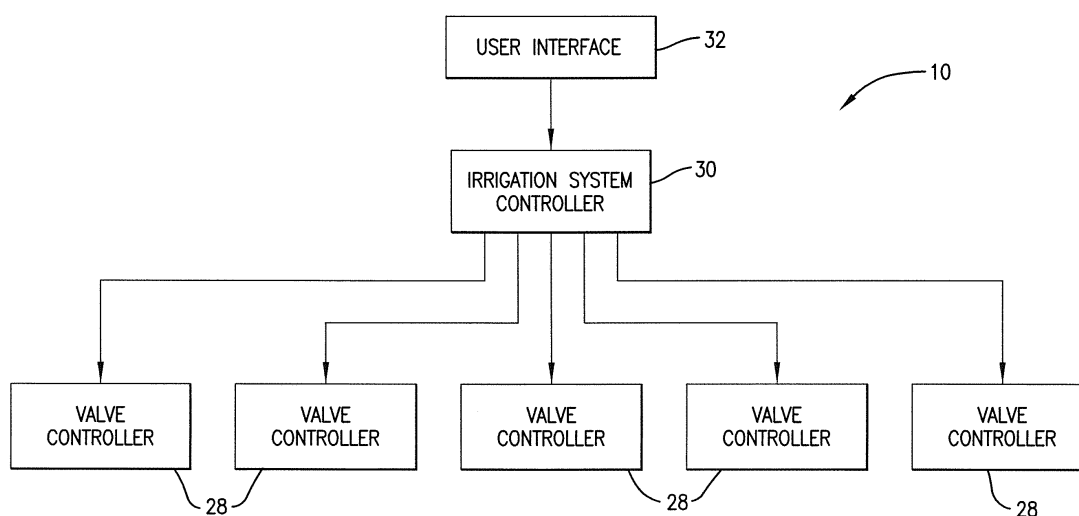 USER INTERFACE
32
10
IRRIGATION SYSTEM
CONTROLLER
30
VALVE
CONTROLLER
VALVE
CONTROLLER
VALVE
CONTROLLER
VALVE
CONTROLLER
VALVE
CONTROLLER
28
28
28